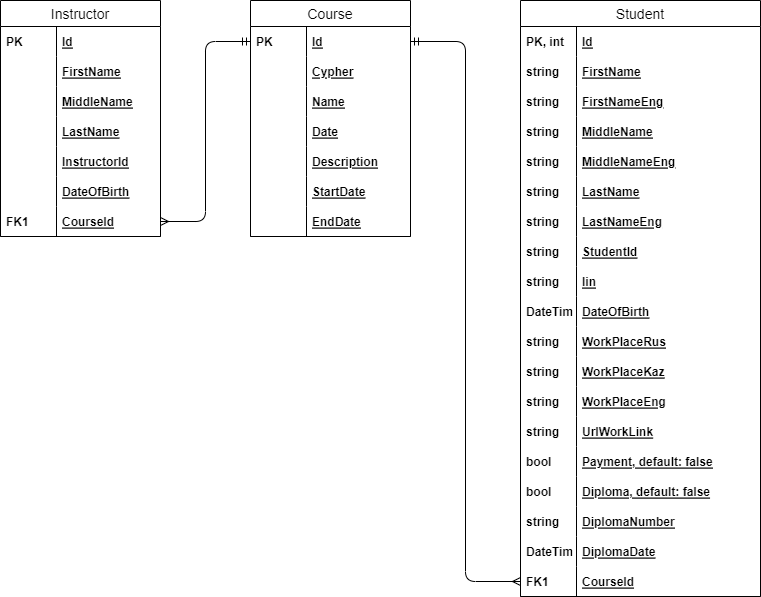 Instructor
PK Id
FirstName
MiddleName
LastName
InstructorId
DateOfBirth
FK1 CourseId
Course
PK Id
Cypher
Name
Date
Description
StartDate
EndDate
Student
PK, int Id
string FirstName
string FirstNameEng
string MiddleName
string MiddleNameEng
string LastName
string LastNameEng
string StudentId
string Iin
DateTim DateOfBirth
string WorkPlaceRus
string WorkPlaceKaz
string WorkPlaceEng
string UrlWorkLink
bool Payment, default: false
bool Diploma, default: false
string DiplomaNumber
DateTim DiplomaDate
FK1 CourseId